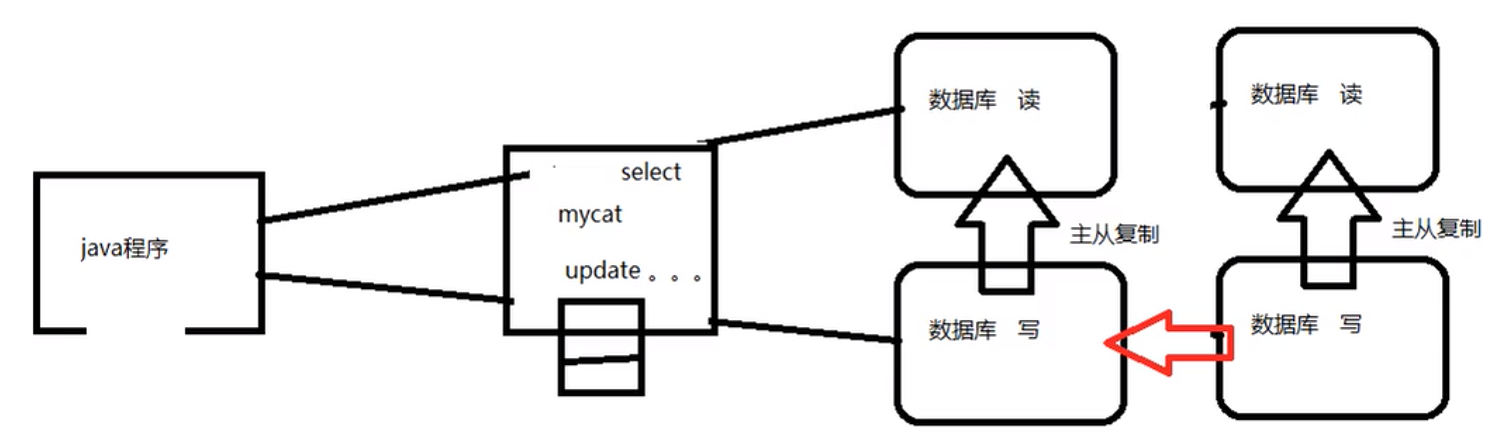 java程序
select
mycat
update 。。。
数据库 读
主从复制
数据库 写
数据库 读
主从复制
数据库 写